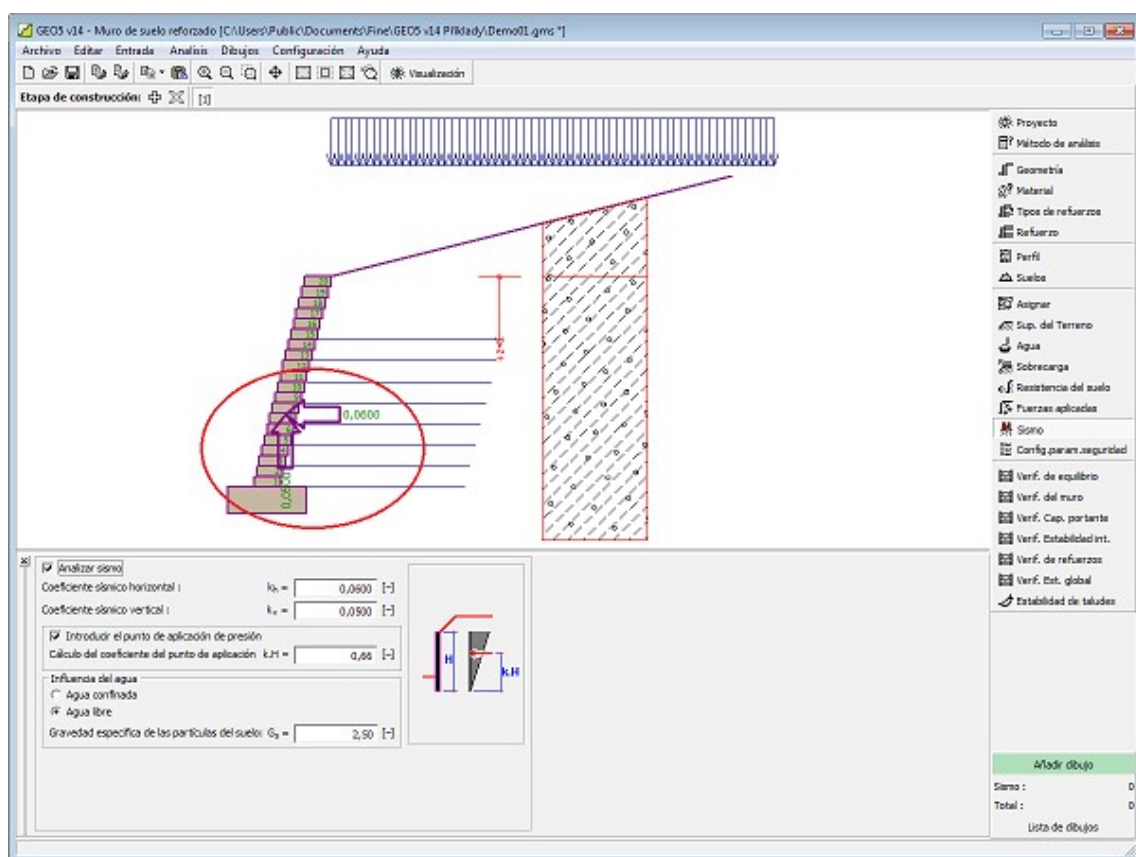 GEO5 v14 - Muro de suelo reforzado [C:\Users\Public\Documents\Fine\GEO5 v14 Příklady\Demo01.gms *]
Archivo Editar Entrada Analisis Dibujos Configuración Ayuda
Visualización
Etapa de construcción: [1]
0,0600
Proyecto
Método de análisis
Geometría
Material
Tipos de refuerzos
Refuerzo
Perfil
Suelos
Asignar
Sup. del Terreno
Agua
Sobrecarga
Resistencia del suelo
Fuerzas aplicadas
Sismo
Config.param.seguridad
Verif. de equilibrio
Verif. del muro
Verif. Cap. portante
Verif. Estabilidad int.
Verif. de refuerzos
Verif. Est. global
Estabilidad de taludes
Analizar sismo
Coeficiente sísmico horizontal : kh = 0,0600 [-]
Coeficiente sísmico vertical : kv = 0,0500 [-]
Introducir el punto de aplicación de presión
Cálculo del coeficiente del punto de aplicación k.H = 0,66 [-]
Influencia del agua
Agua confinada
Agua libre
Gravedad específica de las partículas del suelo: Gs = 2,50 [-]
H
k.H
Añadir dibujo
Sismo : 0
Total : 0
Lista de dibujos